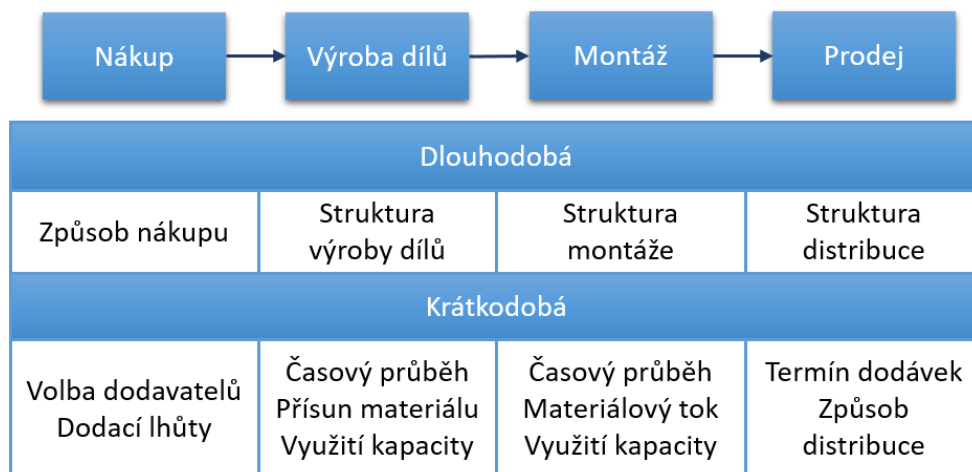 Nákup
Výroba dílů
Montáž
Prodej
Dlouhodobá
Způsob nákupu
Struktura
výroby dílů
Struktura
montáže
Struktura
distribuce
Krátkodobá
Volba dodavatelů
Dodací lhůty
Časový průběh
Přísun materiálu
Využití kapacity
Časový průběh
Materiálový tok
Využití kapacity
Termín dodávek
Způsob
distribuce